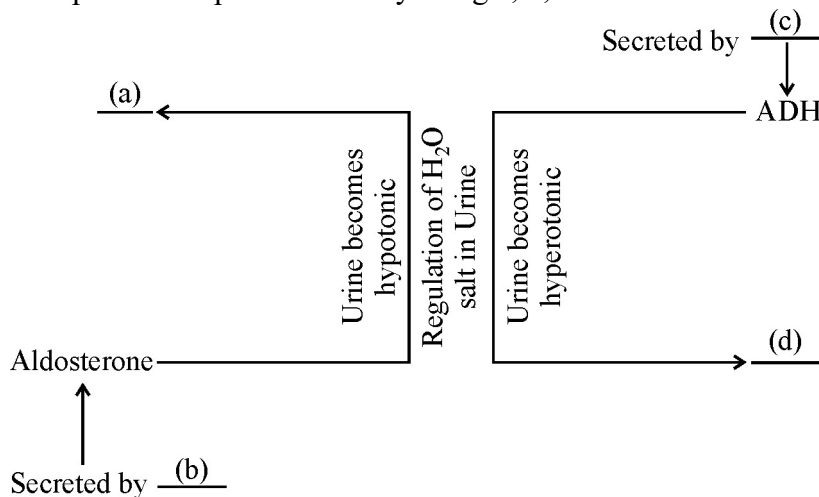 (c)
Secreted by
(a)
ADH
Urine becomes
hypotonic
Regulation of H₂O
salt in Urine
Urine becomes
hyperotonic
(d)
Aldosterone
Secreted by (b)